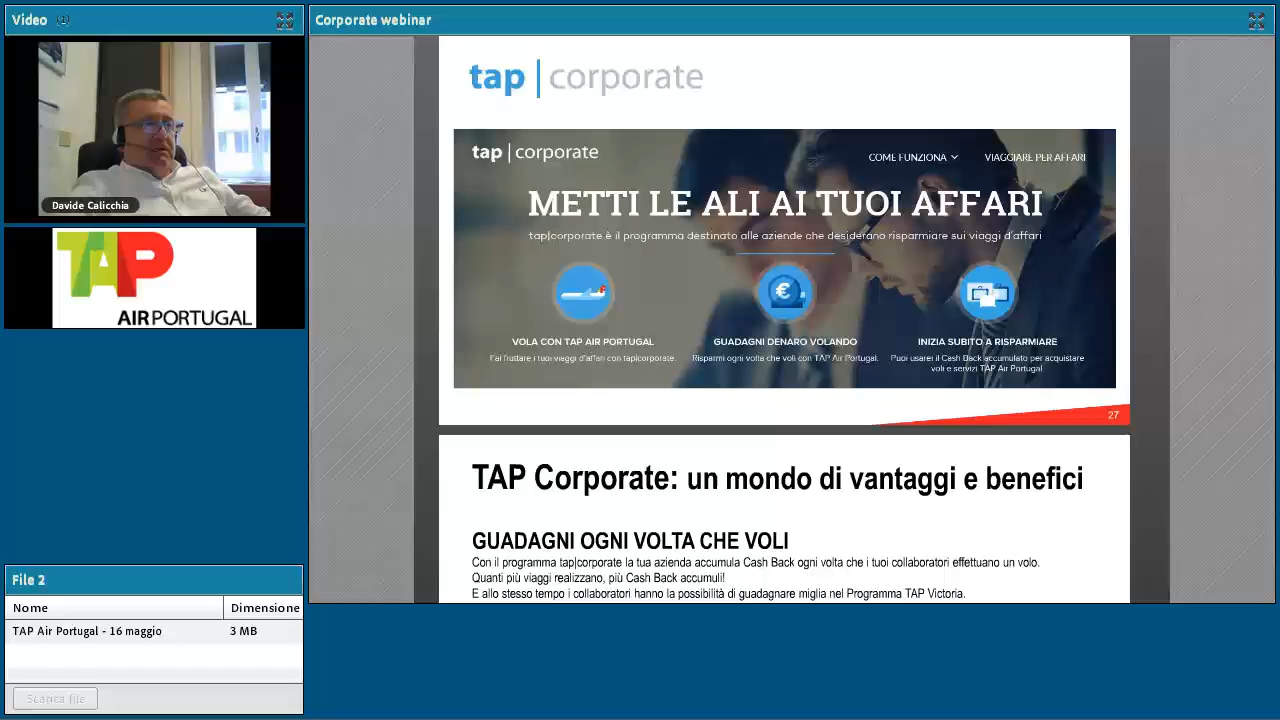 Video (1)
Davide Calicchia
TAP
AIRPORTUGAL
File 2
Nome Dimensione
TAP Air Portugal - 16 maggio 3 MB
Scarica file
Corporate webinar
tap | corporate
tap | corporate
COME FUNZIONA VIAGGIARE PER AFFARI
METTI LE ALI AI TUOI AFFARI
tap|corporate è il programma destinato alle aziende che desiderano risparmiare sui viaggi d'affari
€
VOLA CON TAP AIR PORTUGAL
Fai fruttare i tuoi viaggi d'affari con tap|corporate.
GUADAGNI DENARO VOLANDO
Risparmi ogni volta che voli con TAP Air Portugal.
INIZIA SUBITO A RISPARMIARE
Puoi usarei il Cash Back accumulato per acquistare
voli e servizi TAP Air Portugal
27
TAP Corporate: un mondo di vantaggi e benefici
GUADAGNI OGNI VOLTA CHE VOLI
Con il programma tap|corporate la tua azienda accumula Cash Back ogni volta che i tuoi collaboratori effettuano un volo.
Quanti più viaggi realizzano, più Cash Back accumuli!
E allo stesso tempo i collaboratori hanno la possibilità di guadagnare miglia nel Programma TAP Victoria.